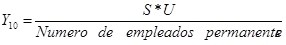 Y10 = S*U
Numero de empleados permanente